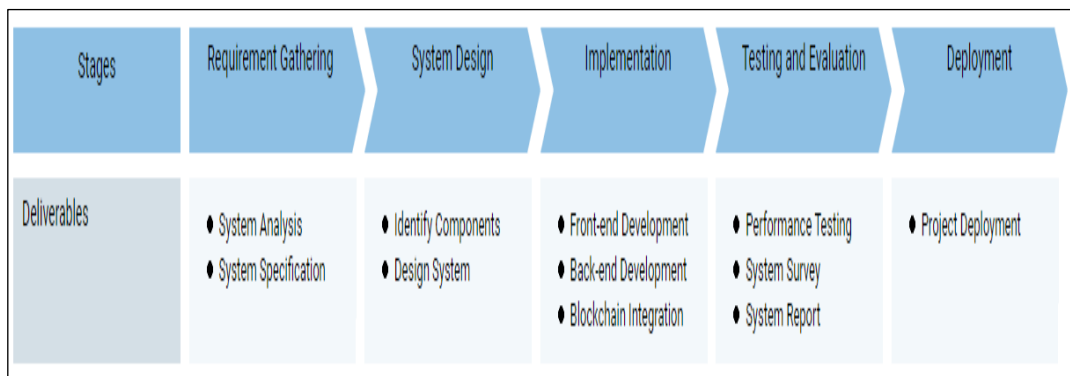 Stages
Requirement Gathering
System Design
Implementation
Testing and Evaluation
Deployment
Deliverables
● System Analysis
● System Specification
● Identify Components
● Design System
● Front-end Development
● Back-end Development
● Blockchain Integration
● Performance Testing
● System Survey
● System Report
● Project Deployment